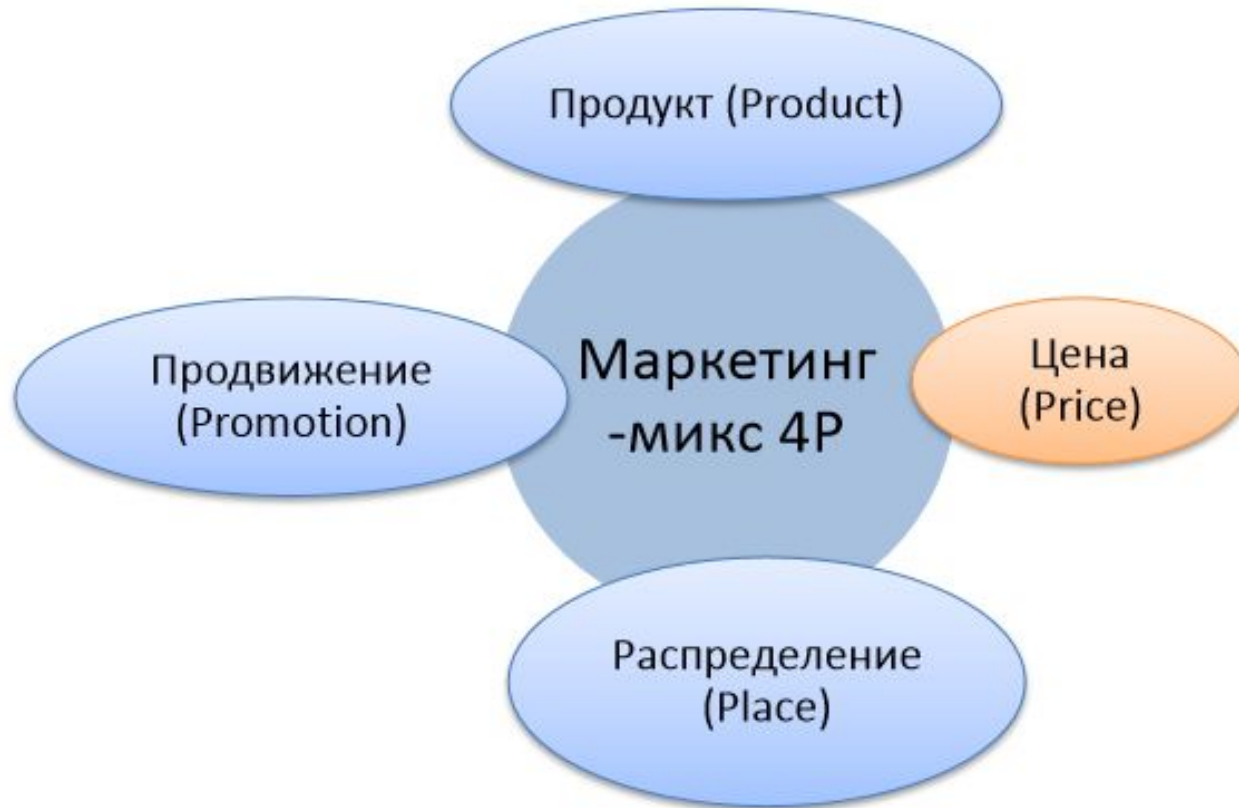 Продукт (Product)
Продвижение
(Promotion)
Маркетинг
-микс 4P
Цена
(Price)
Распределение
(Place)